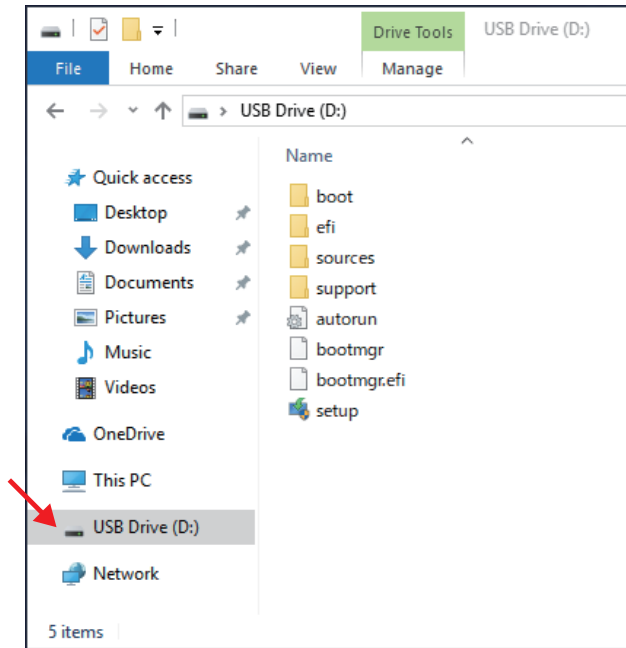 Drive Tools USB Drive (D:)
File Home Share View Manage
USB Drive (D:)
Name
Quick access
Desktop
Downloads
Documents
Pictures
Music
Videos
OneDrive
This PC
USB Drive (D:)
Network
boot
efi
sources
support
autorun
bootmgr
bootmgr.efi
setup
5 items